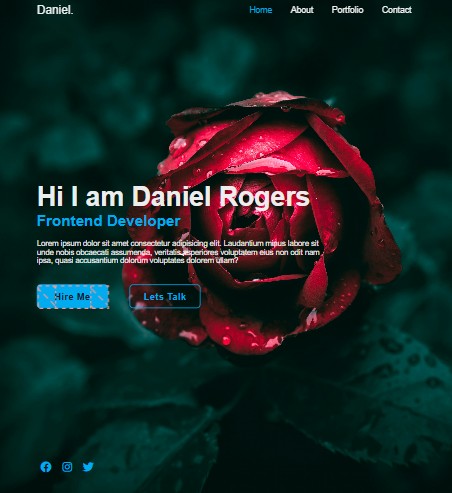 Daniel.
Home About Portfolio Contact
Hi I am Daniel Rogers
Frontend Developer
Lorem ipsum dolor sit amet consectetur adipisicing elit. Laudantium minus labore sit
unde nobis obcaecati assumenda, veritatis asperiores voluptatem eius non odit nam
ipsa, quasi accusantium dolorum voluptates dolorem ullam?
Hire Me
Lets Talk